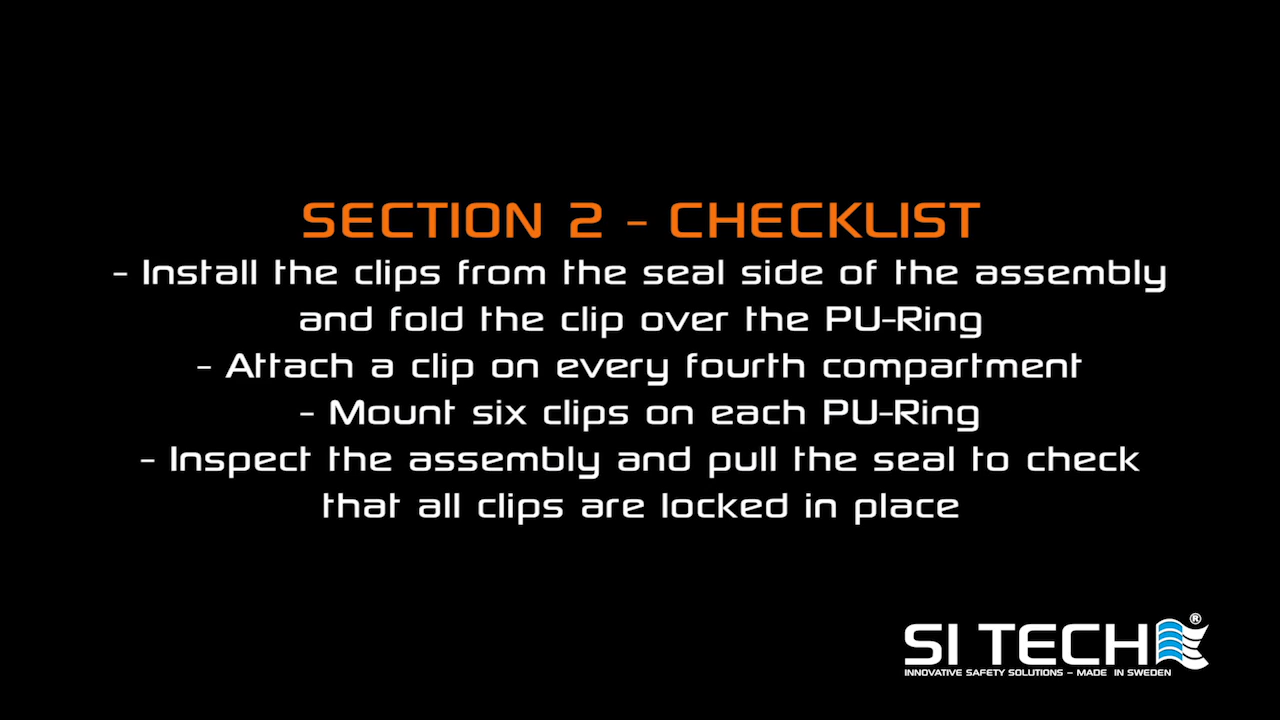 SECTION 2 - CHECKLIST
- Install the clips from the seal side of the assembly
and fold the clip over the PU-Ring
- Attach a clip on every fourth compartment
- Mount six clips on each PU-Ring
- Inspect the assembly and pull the seal to check
that all clips are locked in place
SI TECH ®
INNOVATIVE SAFETY SOLUTIONS – MADE IN SWEDEN